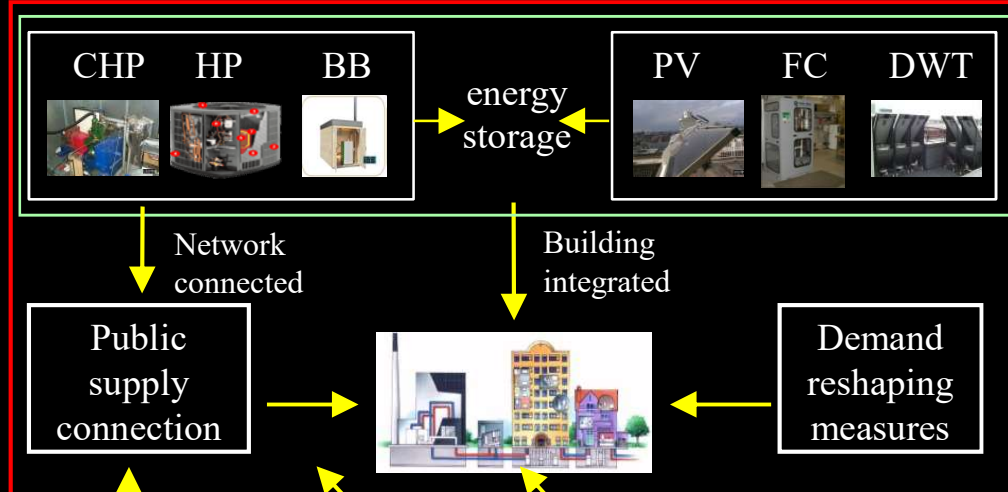 CHP HP BB
energy
storage
PV FC DWT
Network
connected
Building
integrated
Public
supply
connection
Demand
reshaping
measures